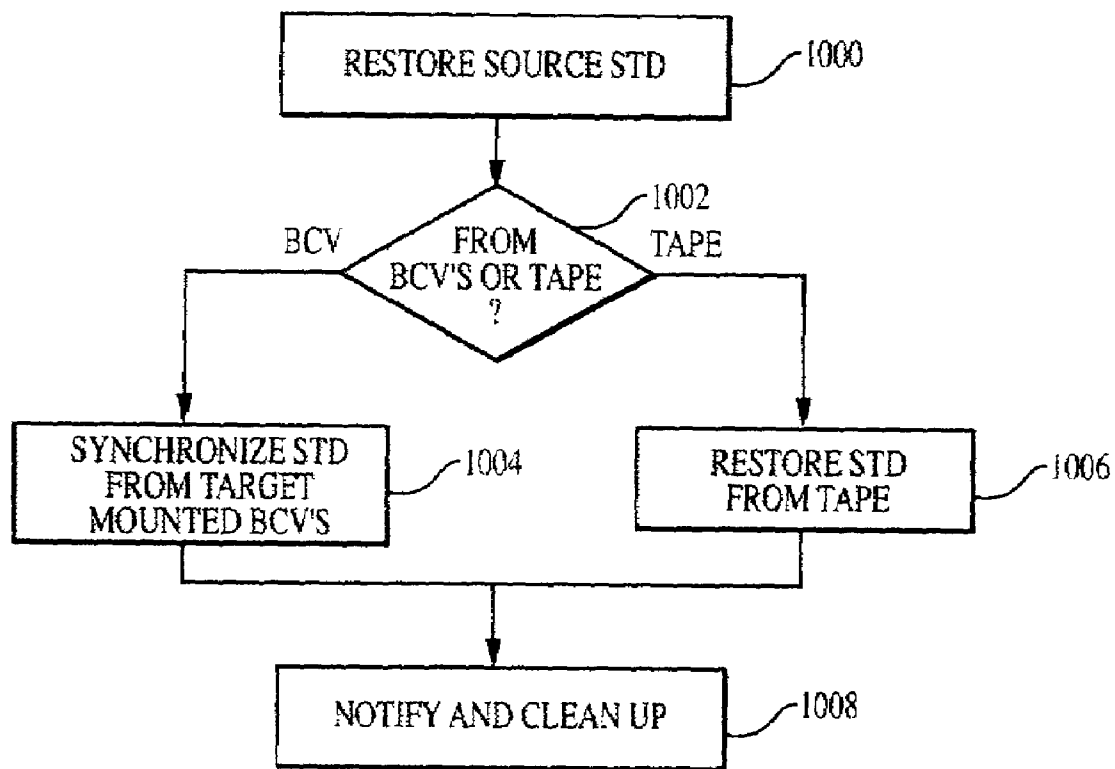 RESTORE SOURCE STD
1000
1002
BCV
FROM
TAPE
BCV'S OR TAPE
?
SYNCHRONIZE STD
FROM TARGET
MOUNTED BCV'S
1004
RESTORE STD
FROM TAPE
1006
NOTIFY AND CLEAN UP
1008